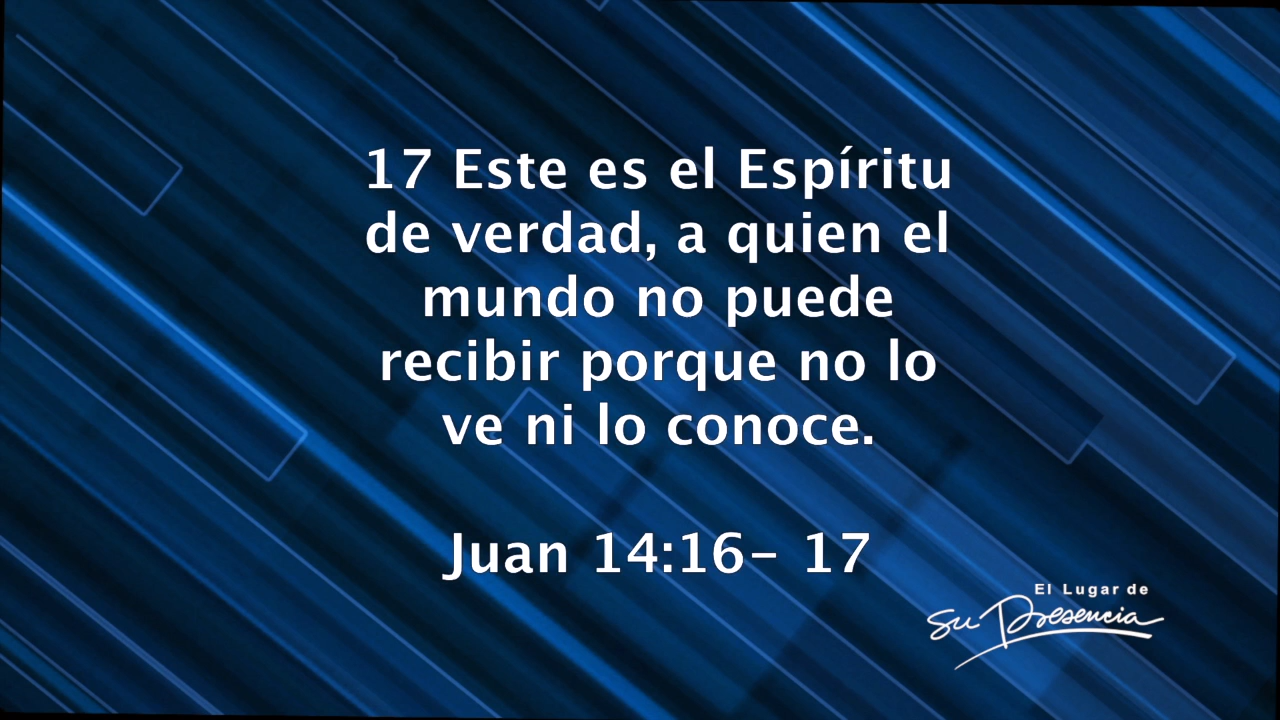 17 Este es el Espíritu
de verdad, a quien el
mundo no puede
recibir porque no lo
ve ni lo conoce.
Juan 14:16- 17
El Lugar de
Su Presencia